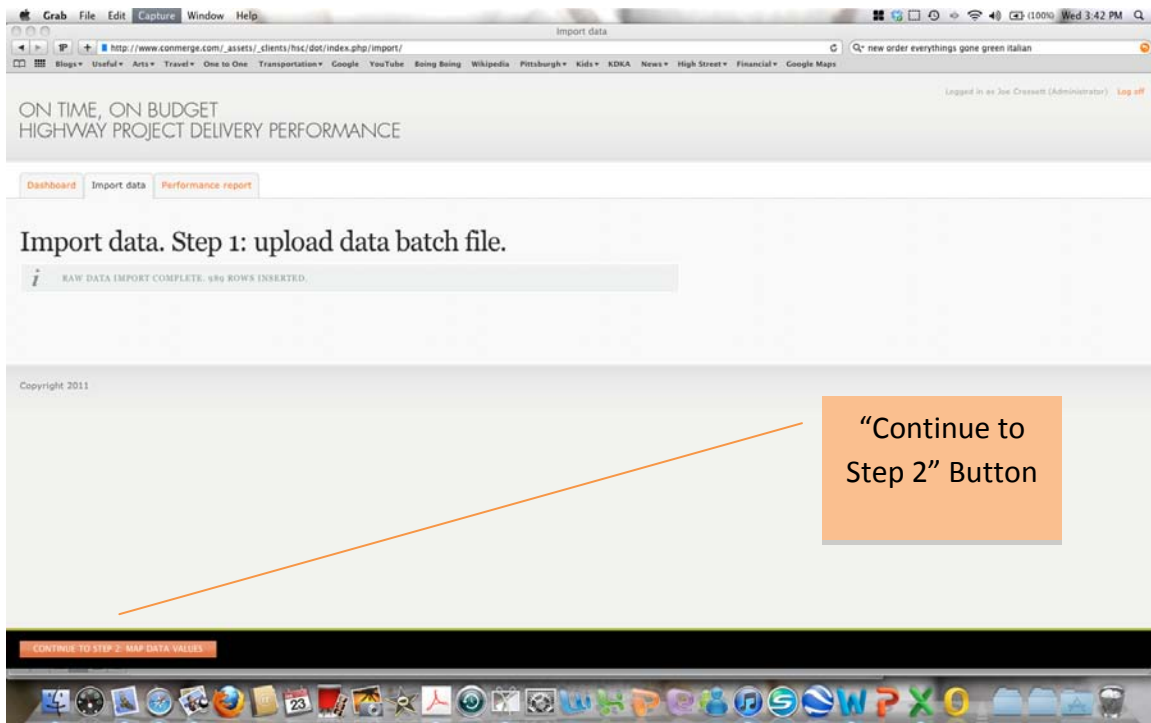 Grab File Edit Capture Window Help (100%) Wed 3:42 PM
Import data
http://www.conmerge.com/_assets/_clients/hsc/dot/index.php/import/ new order everythings gone green italian
Blogs Useful Arts Travel One to One Transportation Google YouTube Boing Boing Wikipedia Pittsburgh Kids KDKA News High Street Financial Google Maps
Logged in as Joe Crossett (Administrator) Log off
ON TIME, ON BUDGET
HIGHWAY PROJECT DELIVERY PERFORMANCE
Dashboard Import data Performance report
Import data. Step 1: upload data batch file.
i RAW DATA IMPORT COMPLETE. 989 ROWS INSERTED.
Copyright 2011
“Continue to
Step 2” Button
CONTINUE TO STEP 2: MAP DATA VALUES
23